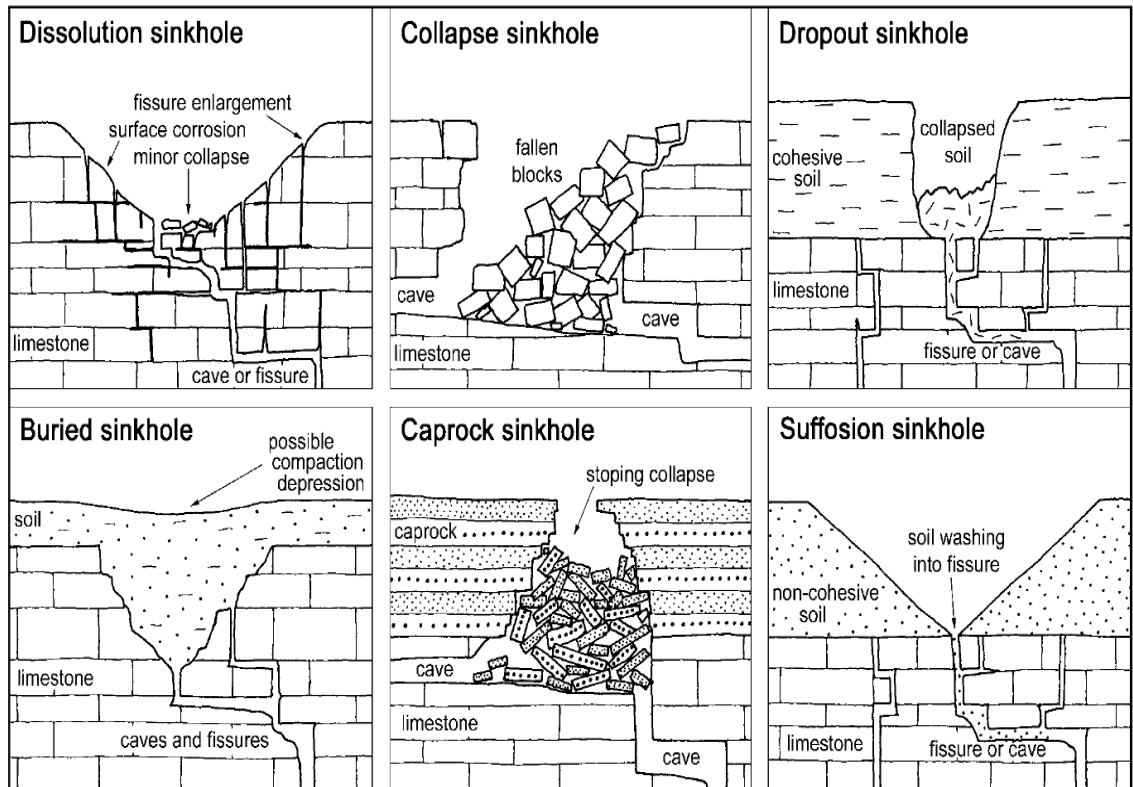 Dissolution sinkhole
fissure enlargement
surface corrosion
minor collapse
limestone
cave or fissure
Collapse sinkhole
fallen
blocks
cave
cave
limestone
Dropout sinkhole
collapsed
soil
cohesive
soil
limestone
fissure or cave
Buried sinkhole
possible
compaction
depression
soil
limestone
caves and fissures
Caprock sinkhole
stoping collapse
caprock
cave
limestone
cave
Suffosion sinkhole
soil washing
into fissure
non-cohesive
soil
limestone
fissure or cave